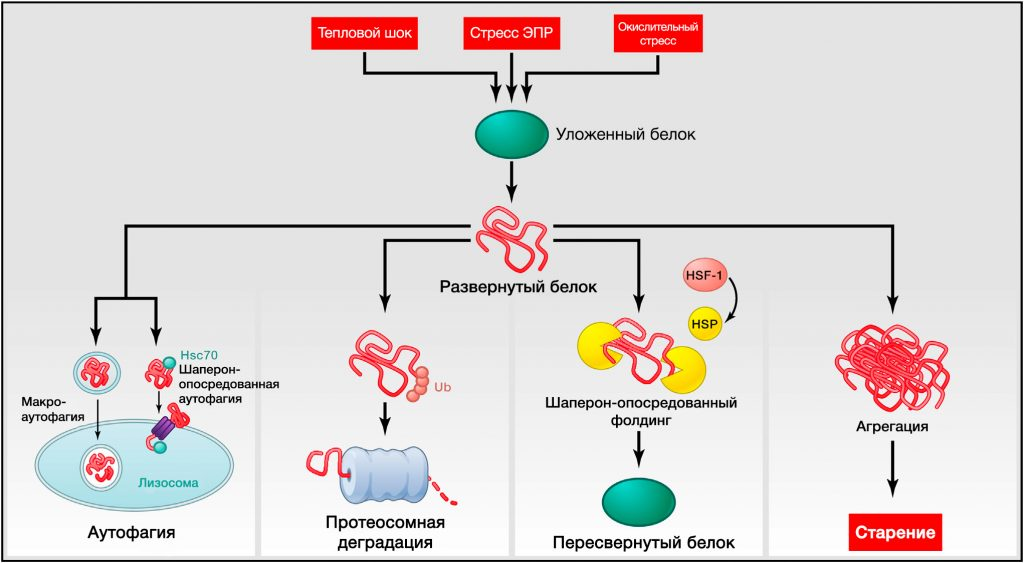 Тепловой шок
Стресс ЭПР
Окислительный
стресс
Уложенный белок
Развернутый белок
HSF-1
HSP
Hsc70
Шаперон-
опосредованная
аутофагия
Макро-
аутофагия
Лизосома
Аутофагия
Ub
Протеосомная
деградация
Шаперон-опосредованный
фолдинг
Пересвернутый белок
Агрегация
Старение